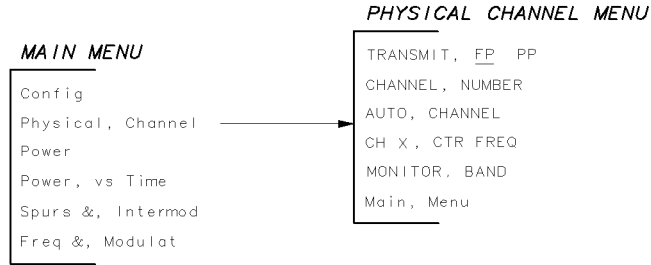 MAIN MENU
Config
Physical, Channel
Power
Power, vs Time
Spurs &, Intermod
Freq &, Modulat
PHYSICAL CHANNEL MENU
TRANSMIT, FP PP
CHANNEL, NUMBER
AUTO, CHANNEL
CH X, CTR FREQ
MONITOR. BAND
Main, Menu